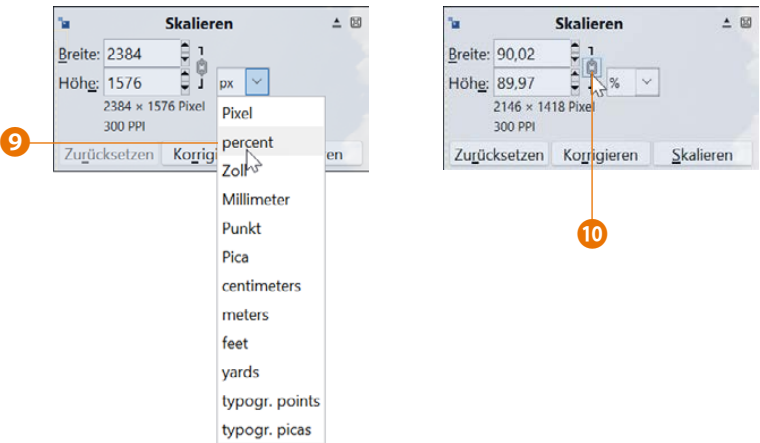 Skalieren
Breite: 2384
Höhe: 1576 px
2384 × 1576 Pixel
300 PPI
Zurücksetzen Korrigi en
Pixel
9 percent
Zoll
Millimeter
Punkt
Pica
centimeters
meters
feet
yards
typogr. points
typogr. picas
Skalieren
Breite: 90,02
Höhe: 89,97 %
2146 × 1418 Pixel
300 PPI
Zurücksetzen Korrigieren Skalieren
10